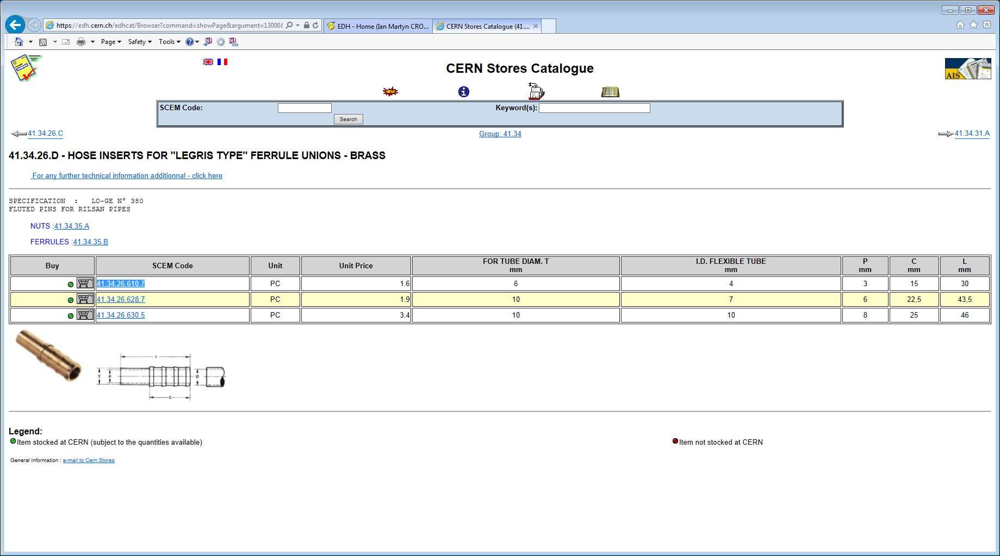 https://edh.cern.ch/edhcat/Browser?command=showPage&argument=13000
EDH - Home (Ian Martyn CRO...
CERN Stores Catalogue (41....
Page Safety Tools
CERN Stores Catalogue
AIS
NEW!
SCEM Code:
Keyword(s):
Search
41.34.26.C
Group: 41.34
41.34.31.A
41.34.26.D - HOSE INSERTS FOR "LEGRIS TYPE" FERRULE UNIONS - BRASS
For any further technical information additionnal - click here
SPECIFICATION : LO-GE N° 380
FLUTED PINS FOR RILSAN PIPES
NUTS :41.34.35.A
FERRULES :41.34.35.B
Buy SCEM Code Unit Unit Price FOR TUBE DIAM. T mm I.D. FLEXIBLE TUBE mm P mm C mm L mm
41.34.26.610.7 PC 1.6 6 4 3 15 30
41.34.26.628.7 PC 1.9 10 7 6 22,5 43,5
41.34.26.630.5 PC 3.4 10 10 8 25 46
L
T P Ø
C
Legend:
Item stocked at CERN (subject to the quantities available)
Item not stocked at CERN
General information : e-mail to Cern.Stores